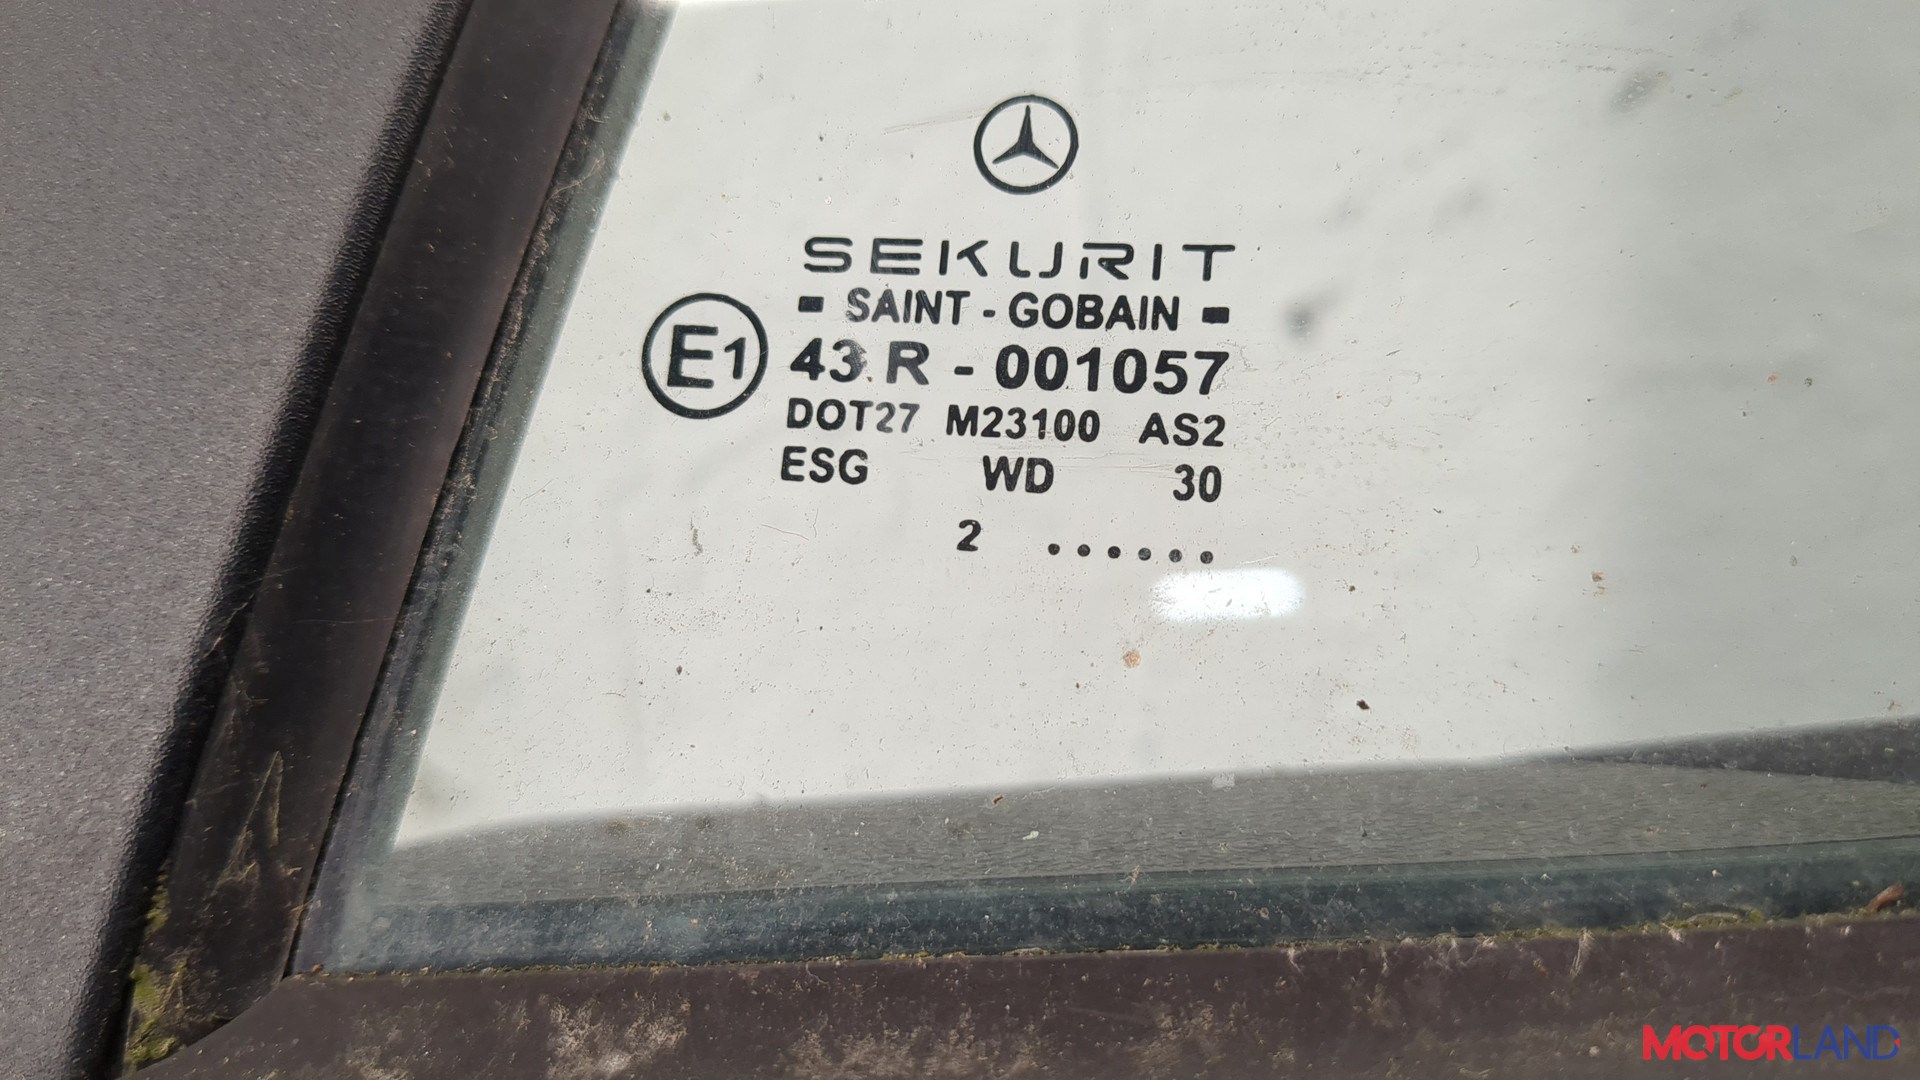 SEKURIT
- SAINT - GOBAIN -
E1 43 R - 001057
DOT27 M23100 AS2
ESG WD 30
2 ......
MOTORLAND